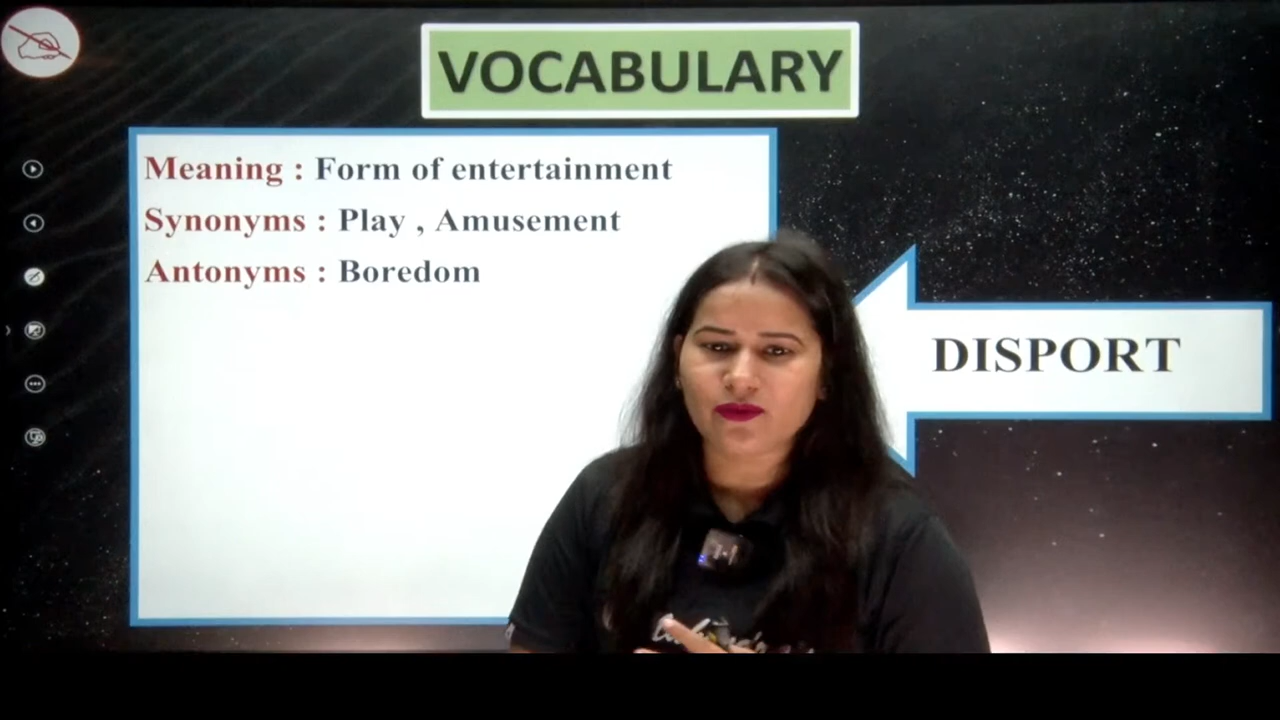 VOCABULARY
Meaning : Form of entertainment
Synonyms : Play , Amusement
Antonyms : Boredom
DISPORT